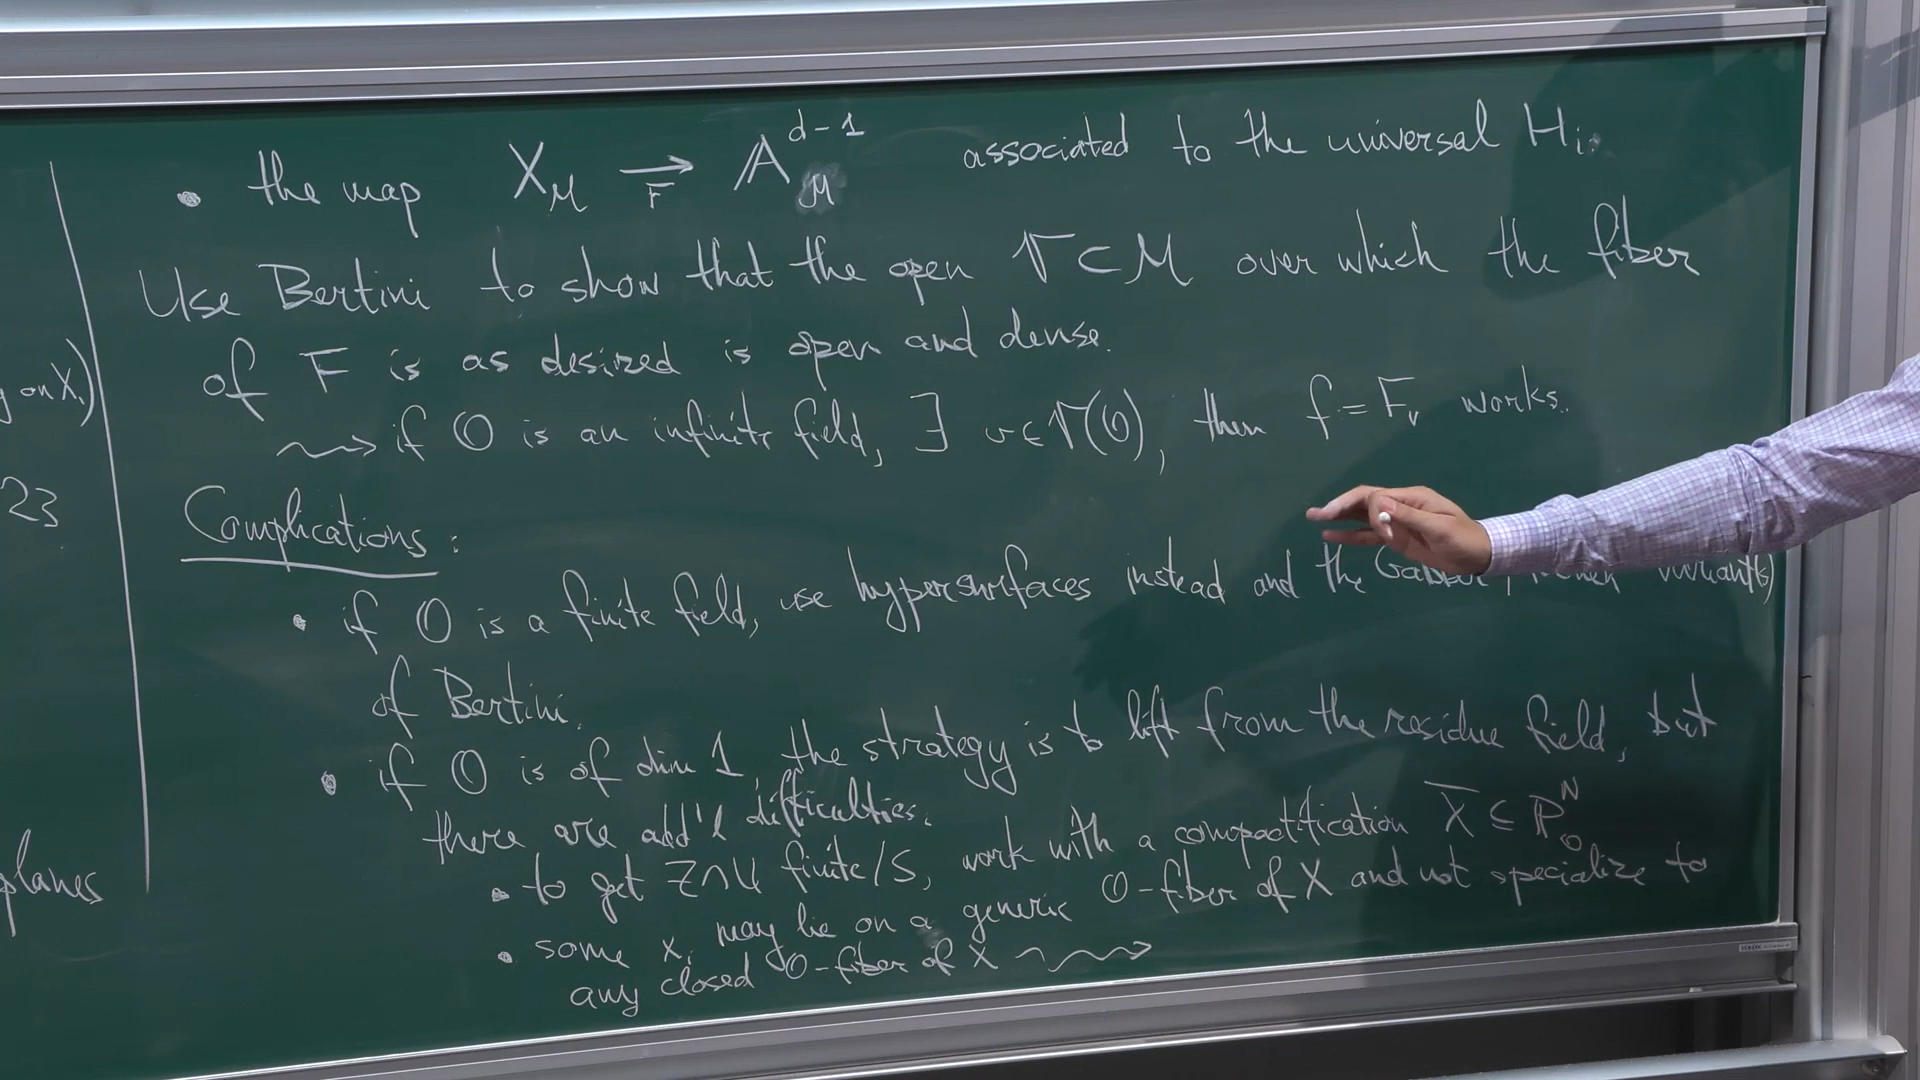 • the map X_M →_F A_M^{d-1} associated to the universal H_i.
Use Bertini to show that the open V ⊂ M over which the fiber
of F is as desired is open and dense.
⇝ if O is an infinite field, ∃ v ∈ V(O), then f = F_v works.
Complications:
• if O is a finite field, use hypersurfaces instead and the variant(s)
of Bertini.
• if O is of dim 1, the strategy is to lift from the residue field, but
there are add'l difficulties.
• to get Z∩U finite/S, work with a compactification X̄ ⊆ P_O^N
• some x_i may lie on a generic O-fiber of X and not specialize to
any closed O-fiber of X ⇝
g on X.)
23
planes